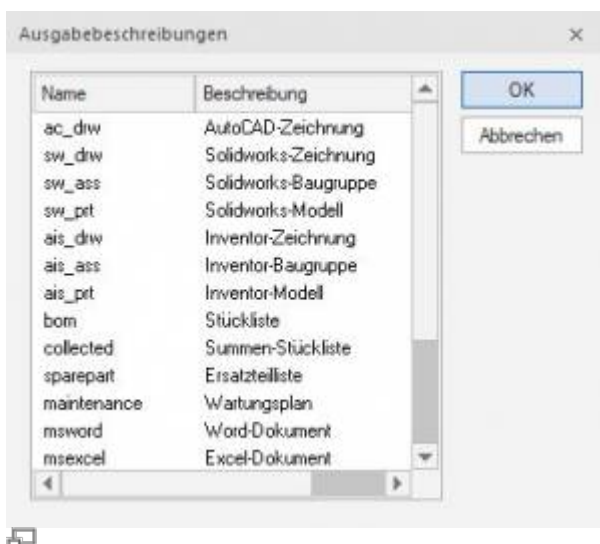 Ausgabebeschreibungen
Name Beschreibung
OK
ac_drw AutoCAD-Zeichnung
Abbrechen
sw_drw Solidworks-Zeichnung
sw_ass Solidworks-Baugruppe
sw_prt Solidworks-Modell
ais_drw Inventor-Zeichnung
ais_ass Inventor-Baugruppe
ais_prt Inventor-Modell
bom Stückliste
collected Summen-Stückliste
sparepart Ersatzteilliste
maintenance Wartungsplan
msword Word-Dokument
msexcel Excel-Dokument